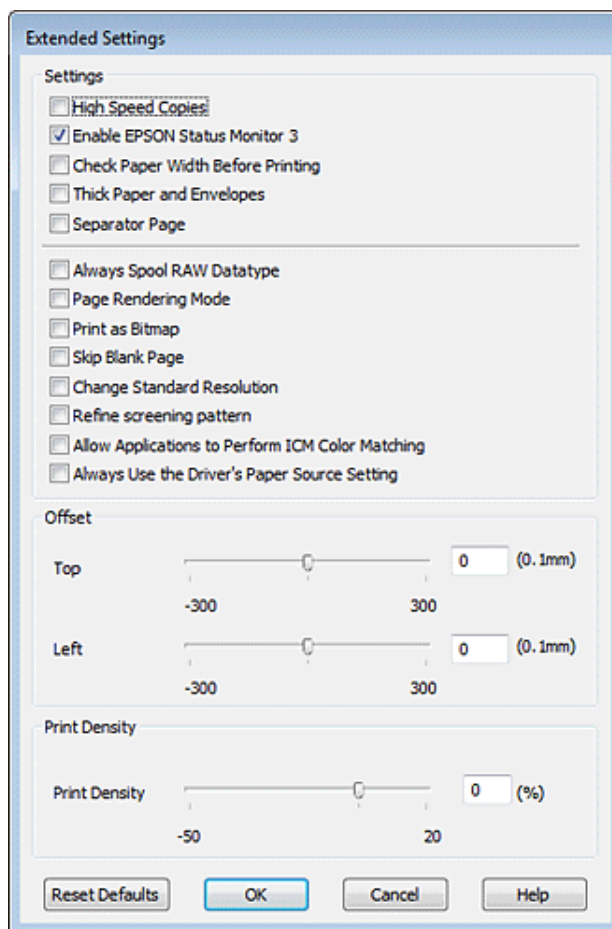 Extended Settings
Settings
High Speed Copies
Enable EPSON Status Monitor 3
Check Paper Width Before Printing
Thick Paper and Envelopes
Separator Page
Always Spool RAW Datatype
Page Rendering Mode
Print as Bitmap
Skip Blank Page
Change Standard Resolution
Refine screening pattern
Allow Applications to Perform ICM Color Matching
Always Use the Driver's Paper Source Setting
Offset
Top 0 (0.1mm)
-300 300
Left 0 (0.1mm)
-300 300
Print Density
Print Density 0 (%)
-50 20
Reset Defaults OK Cancel Help